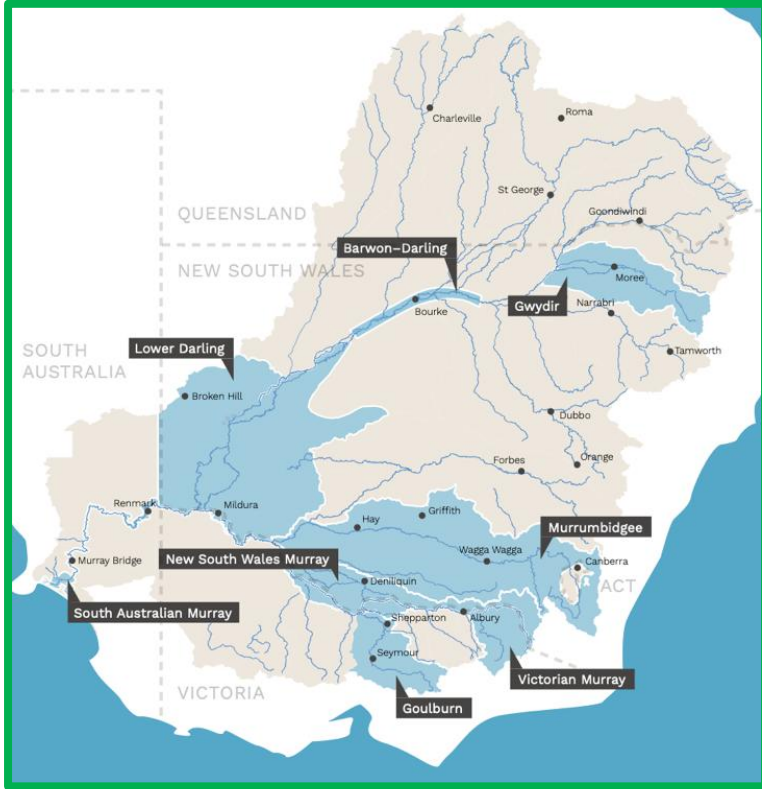 Charleville
Roma
St George
QUEENSLAND
Goondiwindi
Barwon–Darling
NEW SOUTH WALES
Moree
Bourke
Gwydir
Narrabri
Lower Darling
SOUTH
AUSTRALIA
Tamworth
Broken Hill
Dubbo
Forbes
Orange
Renmark
Mildura
Hay
Griffith
Murrumbidgee
Murray Bridge
New South Wales Murray
Wagga Wagga
Canberra
Deniliquin
ACT
South Australian Murray
Shepparton
Albury
Seymour
Victorian Murray
VICTORIA
Goulburn